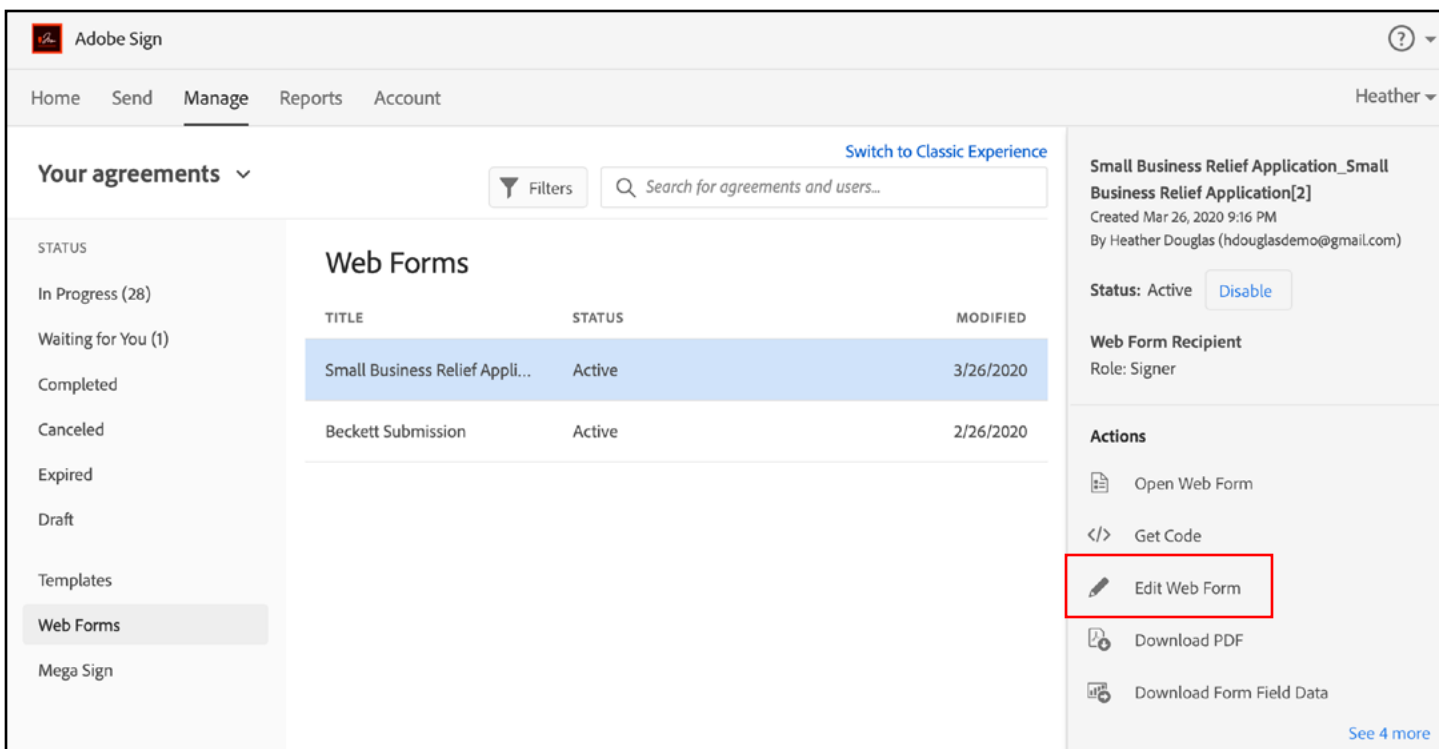 Adobe Sign
Home Send Manage Reports Account
Heather
Switch to Classic Experience
Your agreements
Filters
Search for agreements and users...
STATUS
In Progress (28)
Waiting for You (1)
Completed
Canceled
Expired
Draft
Templates
Web Forms
Mega Sign
Web Forms
TITLE STATUS MODIFIED
Small Business Relief Appli... Active 3/26/2020
Beckett Submission Active 2/26/2020
Small Business Relief Application_Small
Business Relief Application[2]
Created Mar 26, 2020 9:16 PM
By Heather Douglas (hdouglasdemo@gmail.com)
Status: Active Disable
Web Form Recipient
Role: Signer
Actions
Open Web Form
</> Get Code
Edit Web Form
Download PDF
Download Form Field Data
See 4 more